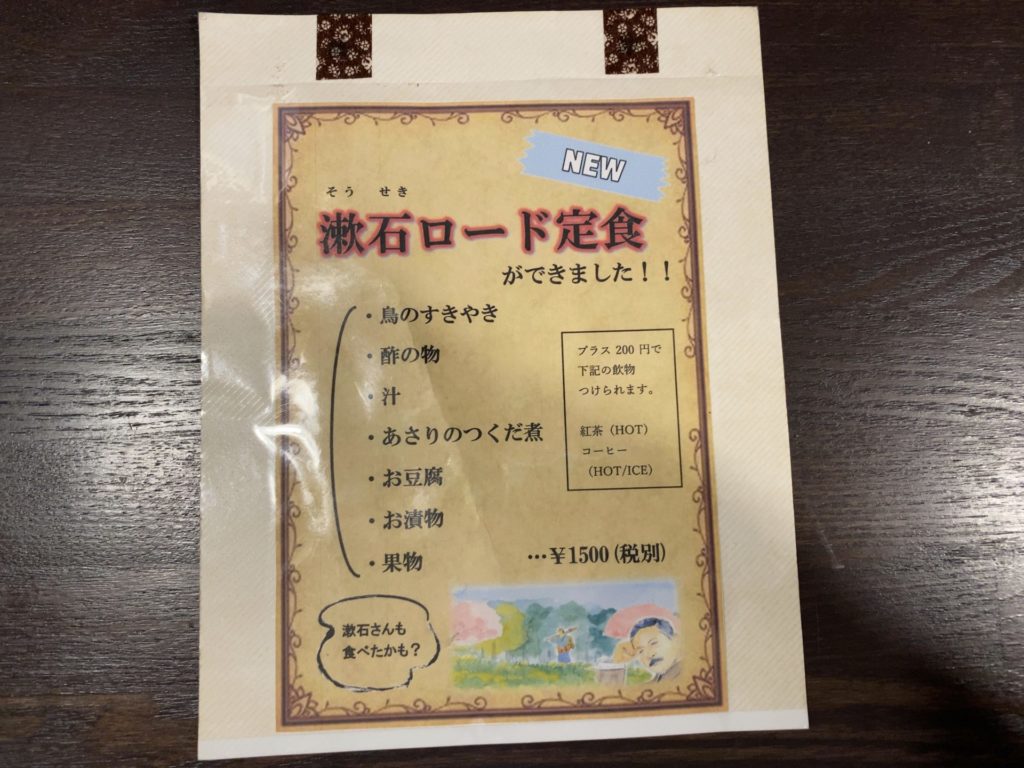 NEW
そう せき
漱石ロード定食
ができました！！
・鳥のすきやき
・酢の物
・汁
・あさりのつくだ煮
・お豆腐
・お漬物
・果物
プラス 200 円で
下記の飲物
つけられます。
紅茶（HOT）
コーヒー
（HOT/ICE）
…￥1500（税別）
漱石さんも
食べたかも？